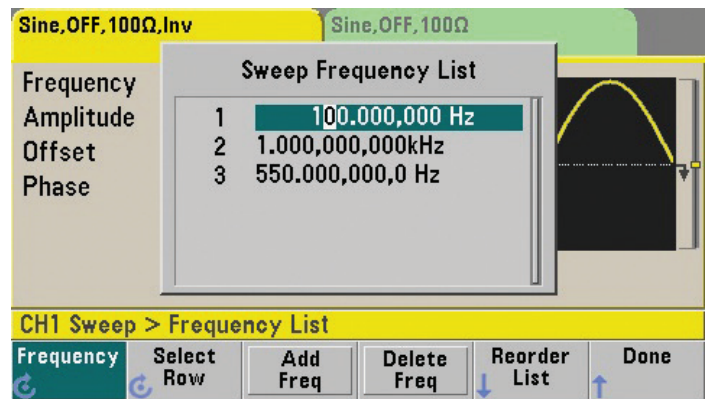 Sine,OFF,100Ω,Inv
Sine,OFF,100Ω
Sweep Frequency List
Frequency
Amplitude
Offset
Phase
1 100.000,000 Hz
2 1.000,000,000kHz
3 550.000,000,0 Hz
CH1 Sweep > Frequency List
Frequency
Select Row
Add Freq
Delete Freq
Reorder List
Done